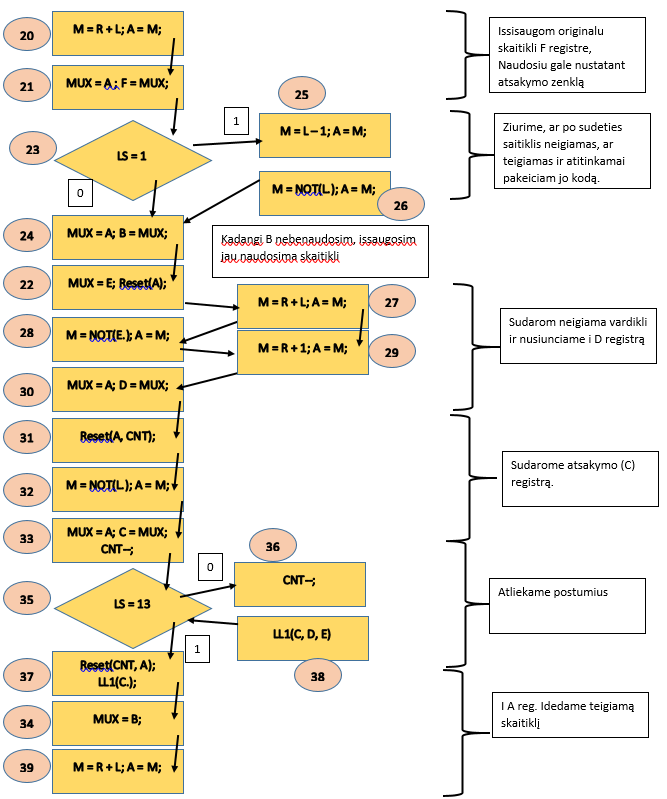 20
M = R + L; A = M;
Issisaugom originalu
skaitikli F registre,
Naudosiu gale nustatant
atsakymo zenklą
21
MUX = A ; F = MUX;
25
1
M = L – 1; A = M;
Ziurime, ar po sudeties
saitiklis neigiamas, ar
teigiamas ir atitinkamai
pakeiciam jo kodą.
23
LS = 1
0
M = NOT(L.); A = M;
26
24
MUX = A; B = MUX;
Kadangi B nebenaudosim, issaugosim
jau naudosima skaitikli
22
MUX = E; Reset(A);
M = R + L; A = M;
27
Sudarom neigiama vardikli
ir nusiunciame i D registrą
28
M = NOT(E.); A = M;
M = R + 1; A = M;
29
30
MUX = A; D = MUX;
31
Reset(A, CNT);
Sudarome atsakymo (C)
registrą.
32
M = NOT(L.); A = M;
33
MUX = A; C = MUX;
CNT--;
36
0
CNT--;
Atliekame postumius
35
LS = 13
LL1(C, D, E)
1
38
37
Reset(CNT, A);
LL1(C.);
34
MUX = B;
I A reg. Idedame teigiamą
skaitiklį
39
M = R + L; A = M;